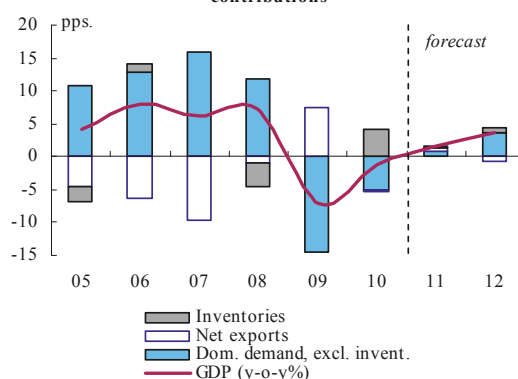 contributions
20
pps.
forecast
15
10
5
0
-5
-10
-15
05 06 07 08 09 10 11 12
Inventories
Net exports
Dom. demand, excl. invent.
GDP (y-o-y%)